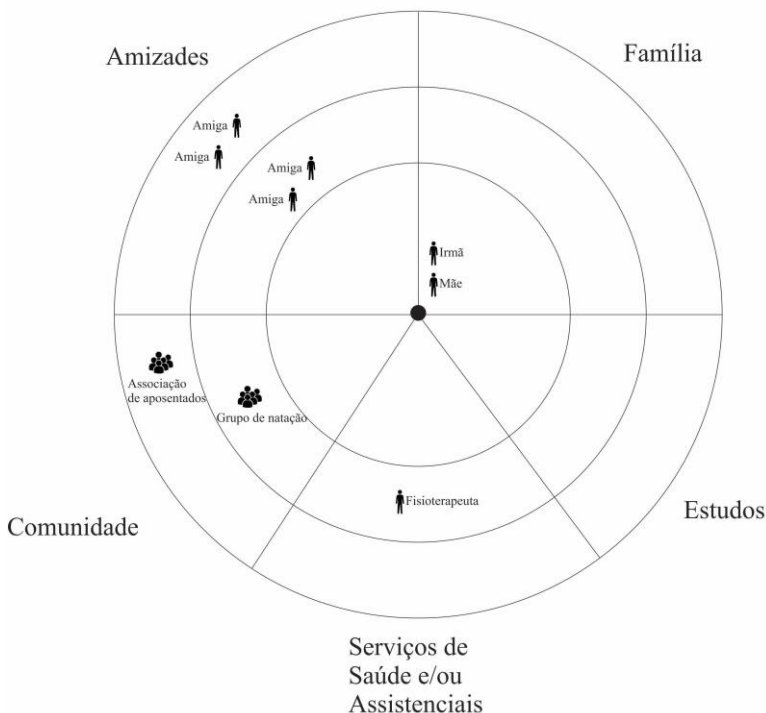 Amizades
Família
Amiga
Amiga
Amiga
Amiga
Irmã
Mãe
Associação
de aposentados
Grupo de natação
Fisioterapeuta
Comunidade
Estudos
Serviços de
Saúde e/ou
Assistenciais